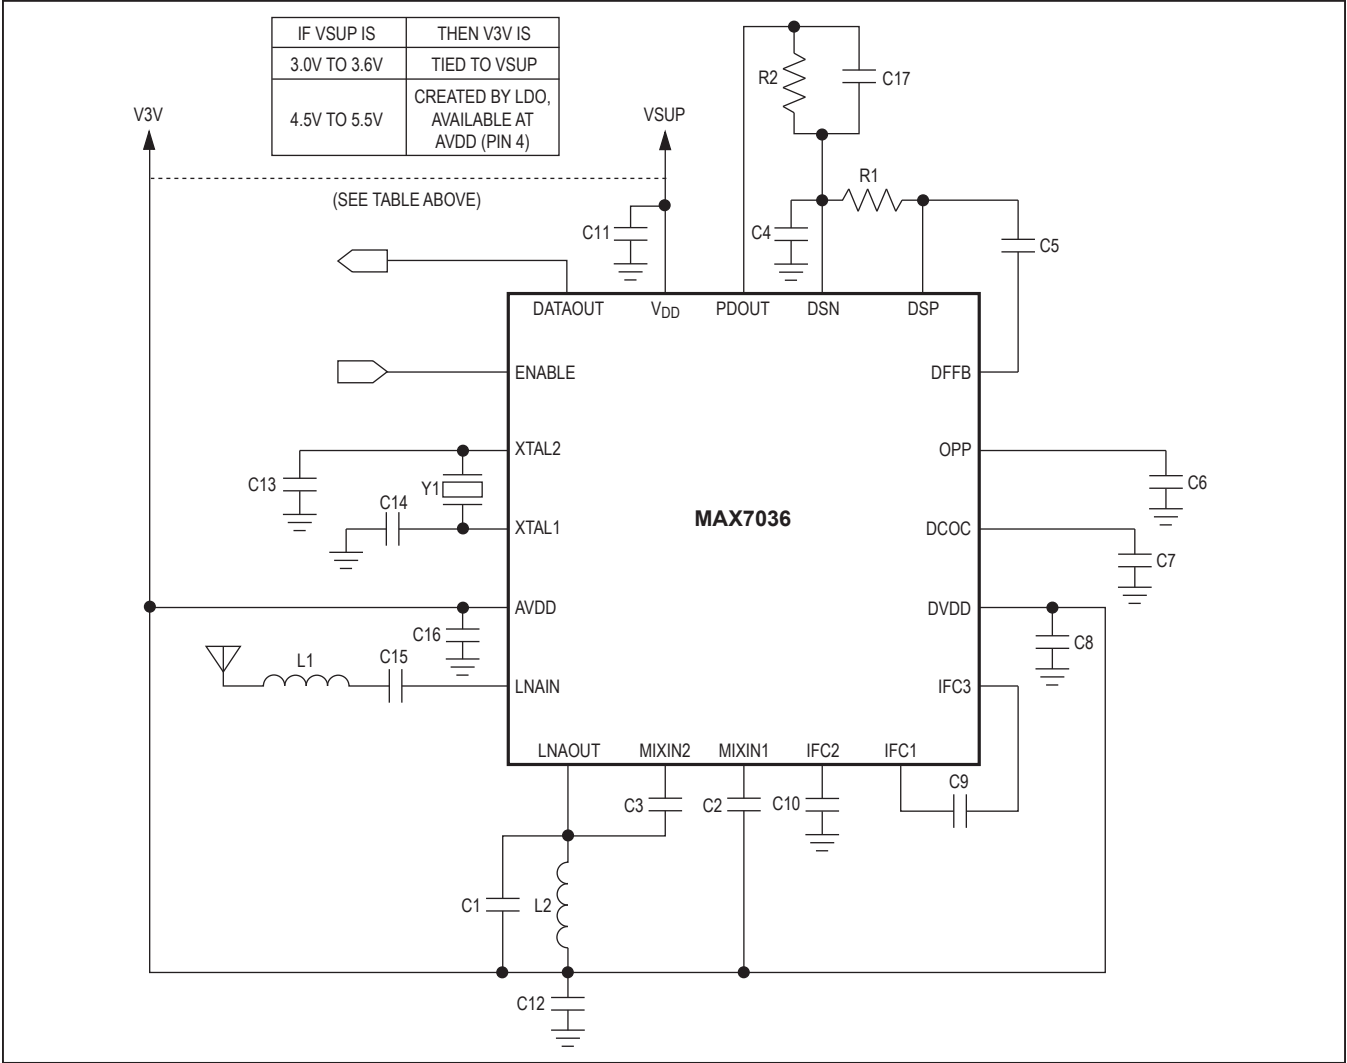 IF VSUP IS THEN V3V IS
3.0V TO 3.6V TIED TO VSUP
4.5V TO 5.5V CREATED BY LDO,
AVAILABLE AT
AVDD (PIN 4)
V3V
VSUP
(SEE TABLE ABOVE)
R2
C17
R1
C11
C4
C5
DATAOUT
VDD
PDOUT
DSN
DSP
ENABLE
DFFB
XTAL2
OPP
C13
Y1
C6
C14
MAX7036
XTAL1
DCOC
C7
AVDD
DVDD
C16
C8
L1
C15
LNAIN
IFC3
LNAOUT
MIXIN2
MIXIN1
IFC2
IFC1
C9
C3
C2
C10
C1
L2
C12